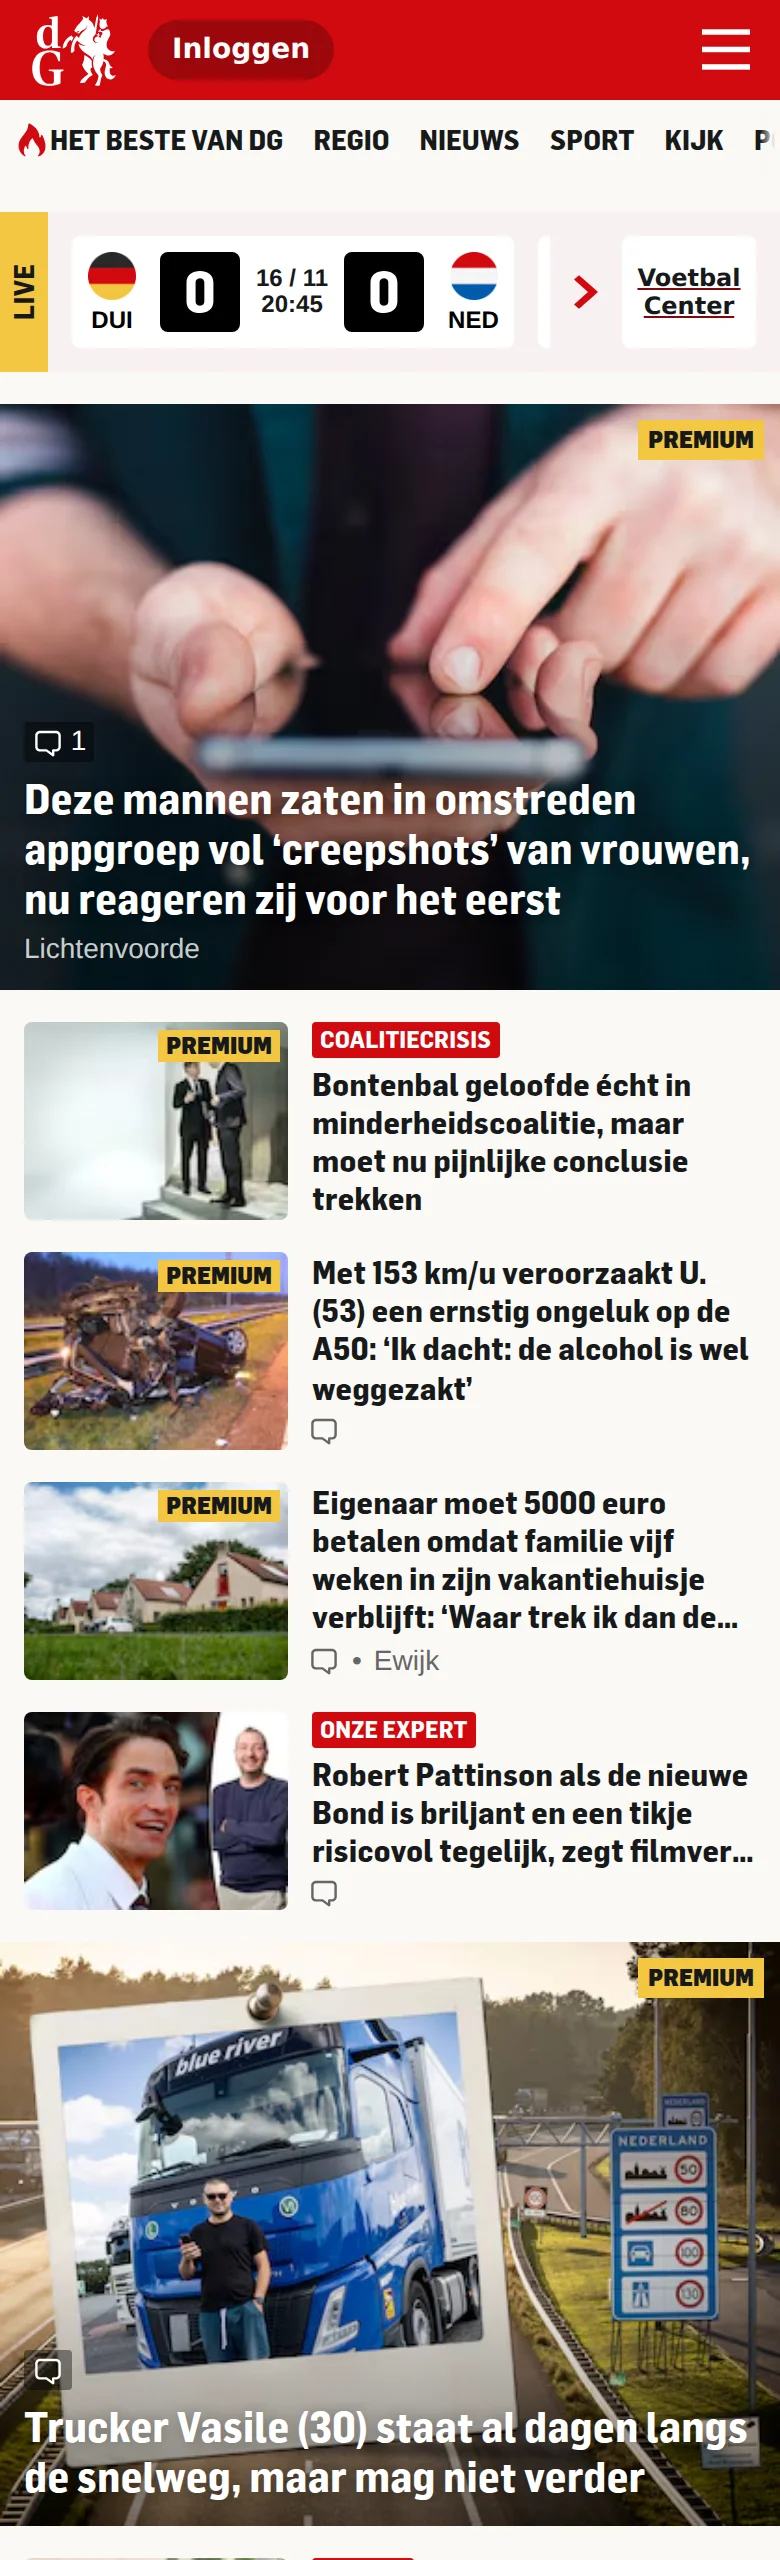 dG
Inloggen
HET BESTE VAN DG REGIO NIEUWS SPORT KIJK
LIVE
DUI
0
16 / 11
20:45
0
NED
Voetbal
Center
PREMIUM
1
Deze mannen zaten in omstreden
appgroep vol ‘creepshots’ van vrouwen,
nu reageren zij voor het eerst
Lichtenvoorde
PREMIUM
COALITIECRISIS
Bontenbal geloofde écht in
minderheidscoalitie, maar
moet nu pijnlijke conclusie
trekken
PREMIUM
Met 153 km/u veroorzaakt U.
(53) een ernstig ongeluk op de
A50: ‘Ik dacht: de alcohol is wel
weggezakt’
PREMIUM
Eigenaar moet 5000 euro
betalen omdat familie vijf
weken in zijn vakantiehuisje
verblijft: ‘Waar trek ik dan de...
• Ewijk
ONZE EXPERT
Robert Pattinson als de nieuwe
Bond is briljant en een tikje
risicovol tegelijk, zegt filmver...
PREMIUM
blue river
VOLVO
NEDERLAND
NEDERLAND
50
80
100
130
Trucker Vasile (30) staat al dagen langs
de snelweg, maar mag niet verder